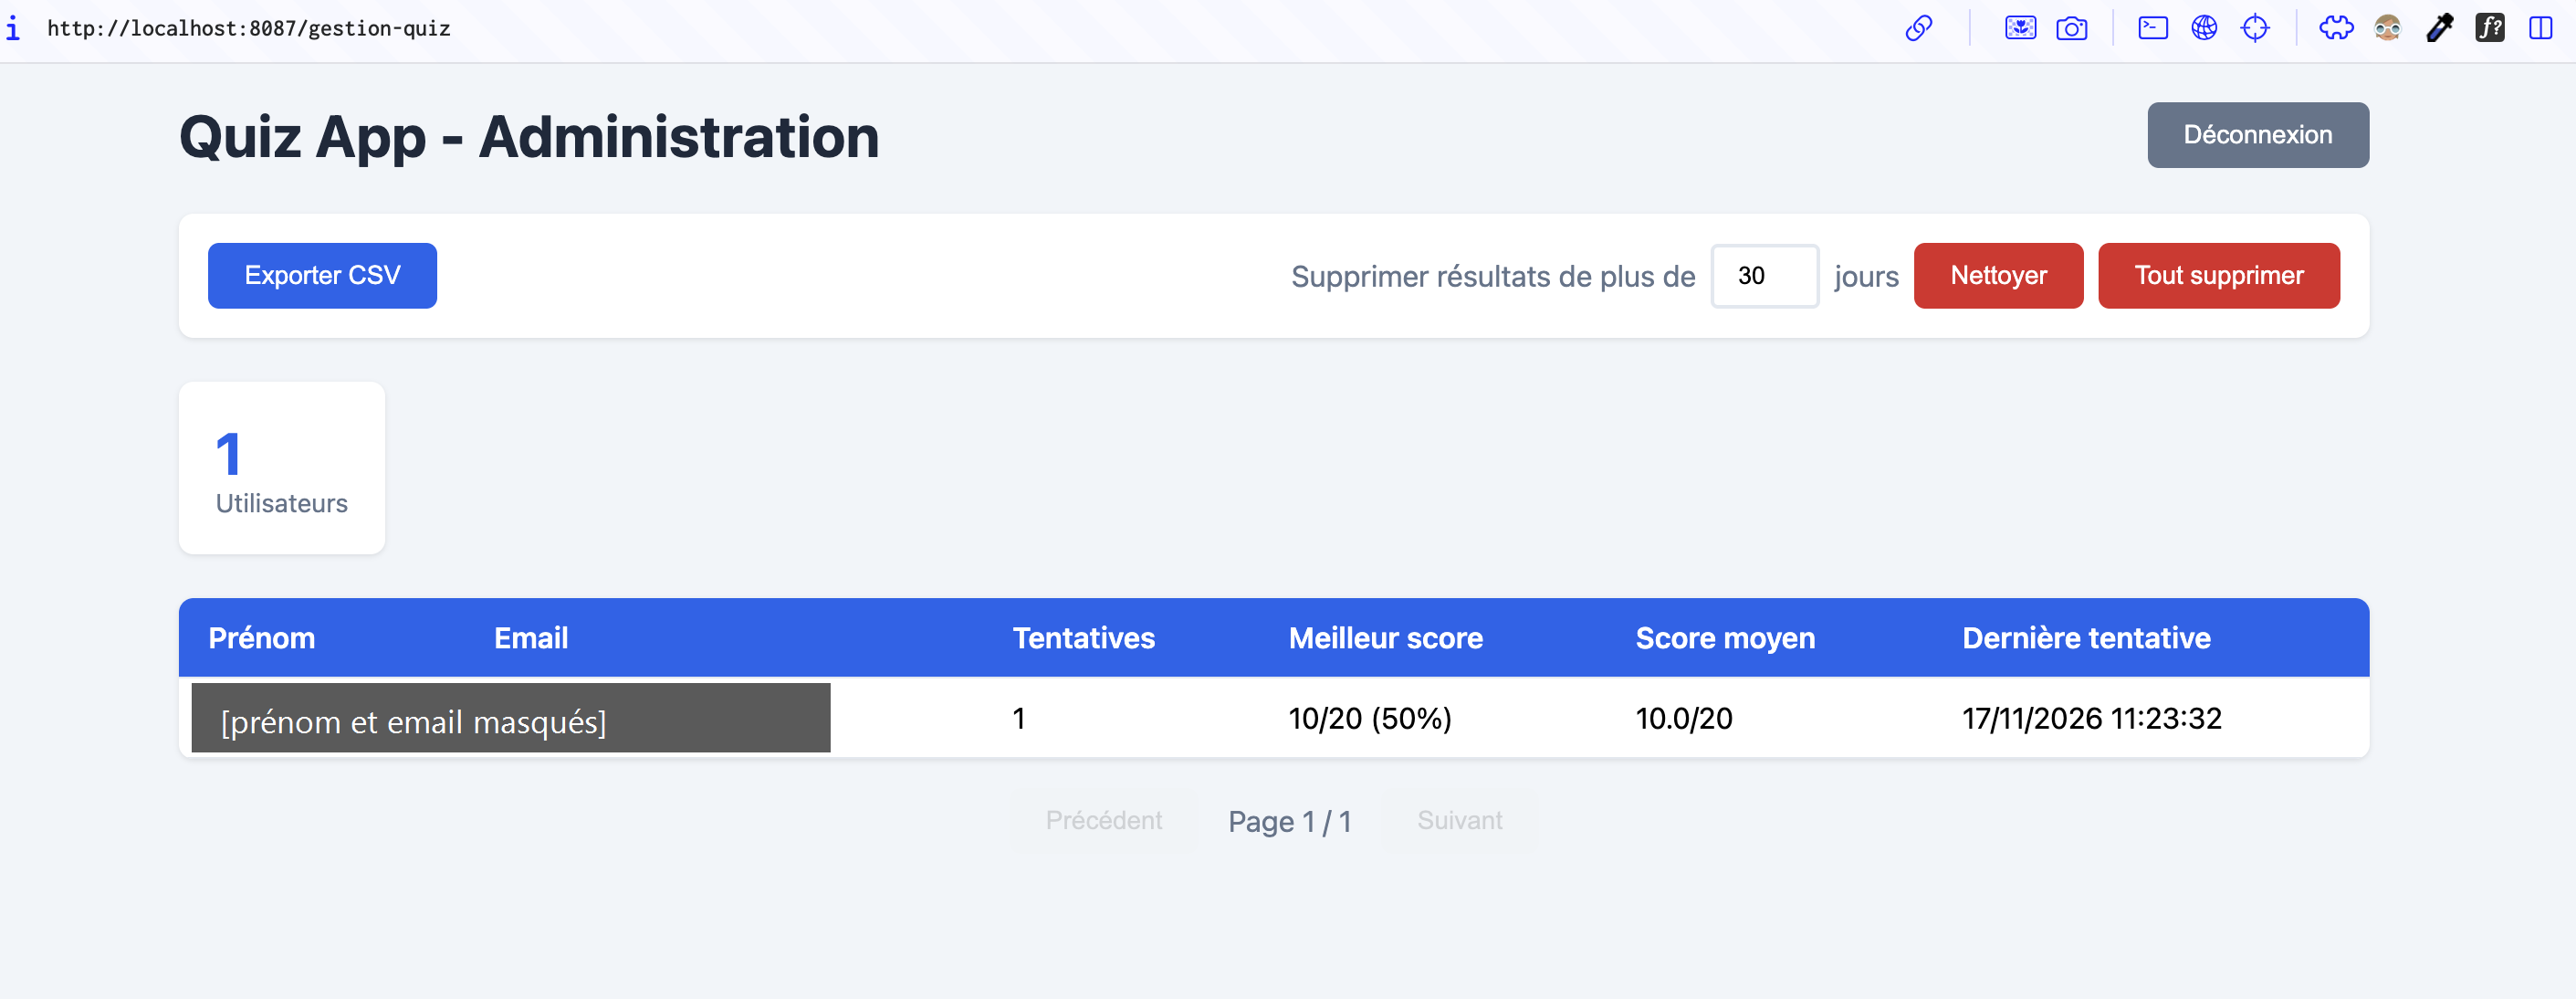 http://localhost:8087/gestion-quiz
Quiz App - Administration
Déconnexion
Exporter CSV
Supprimer résultats de plus de 30 jours Nettoyer Tout supprimer
1
Utilisateurs
Prénom Email Tentatives Meilleur score Score moyen Dernière tentative
[prénom et email masqués] 1 10/20 (50%) 10.0/20 17/11/2026 11:23:32
Précédent Page 1 / 1 Suivant